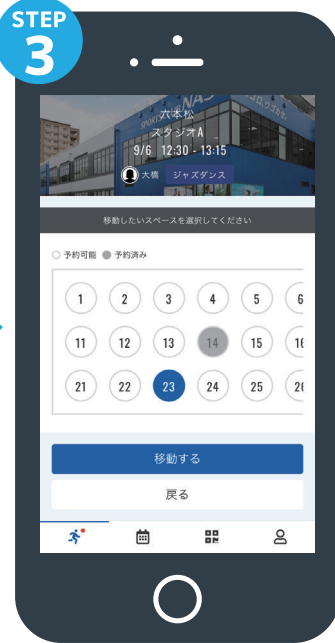 STEP
3
六本松
スタジオA
9/6 12:30 - 13:15
大橋 ジャズダンス
移動したいスペースを選択してください
予約可能 予約済み
1 2 3 4 5 6
11 12 13 14 15 16
21 22 23 24 25 26
移動する
戻る